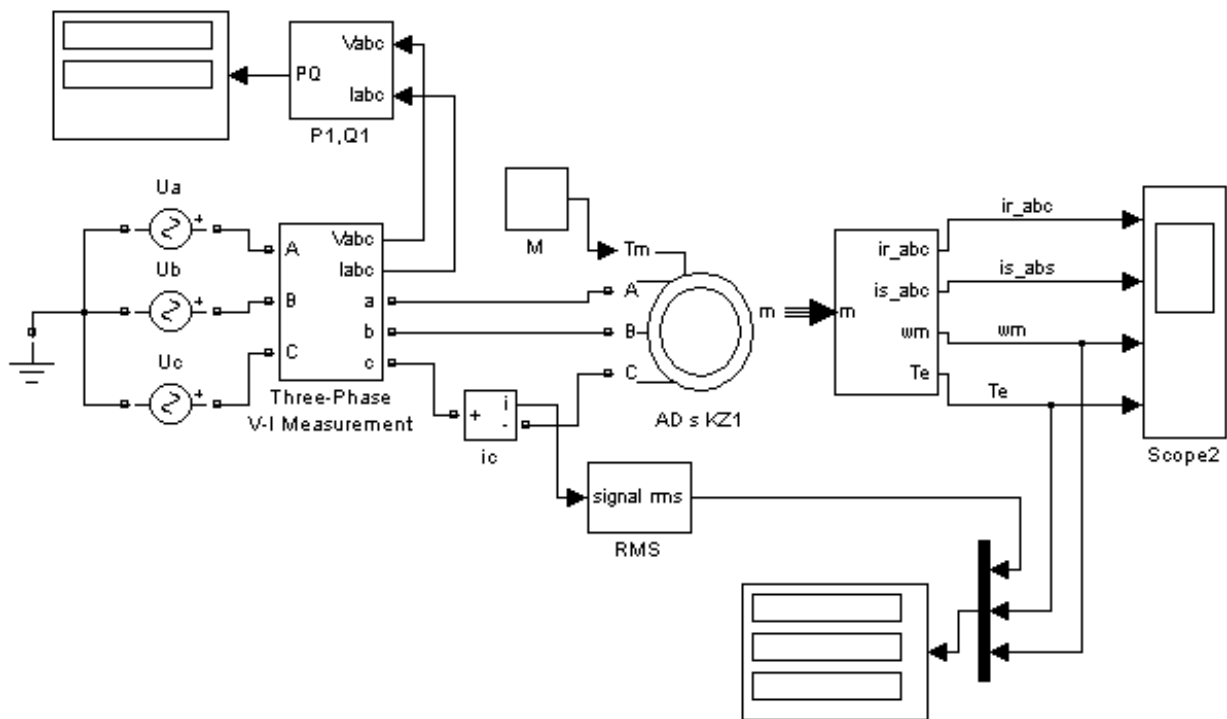 Vabc
PQ
Iabc
P1,Q1
Ua
Ub
Uc
A
B
C
Vabc
Iabc
a
b
c
Three-Phase
V-I Measurement
M
Tm
A
B
C
m
AD s KZ1
+
i
-
ic
signal rms
RMS
m
ir_abc
is_abc
wm
Te
ir_abc
is_abs
wm
Te
Scope2
+
+
+